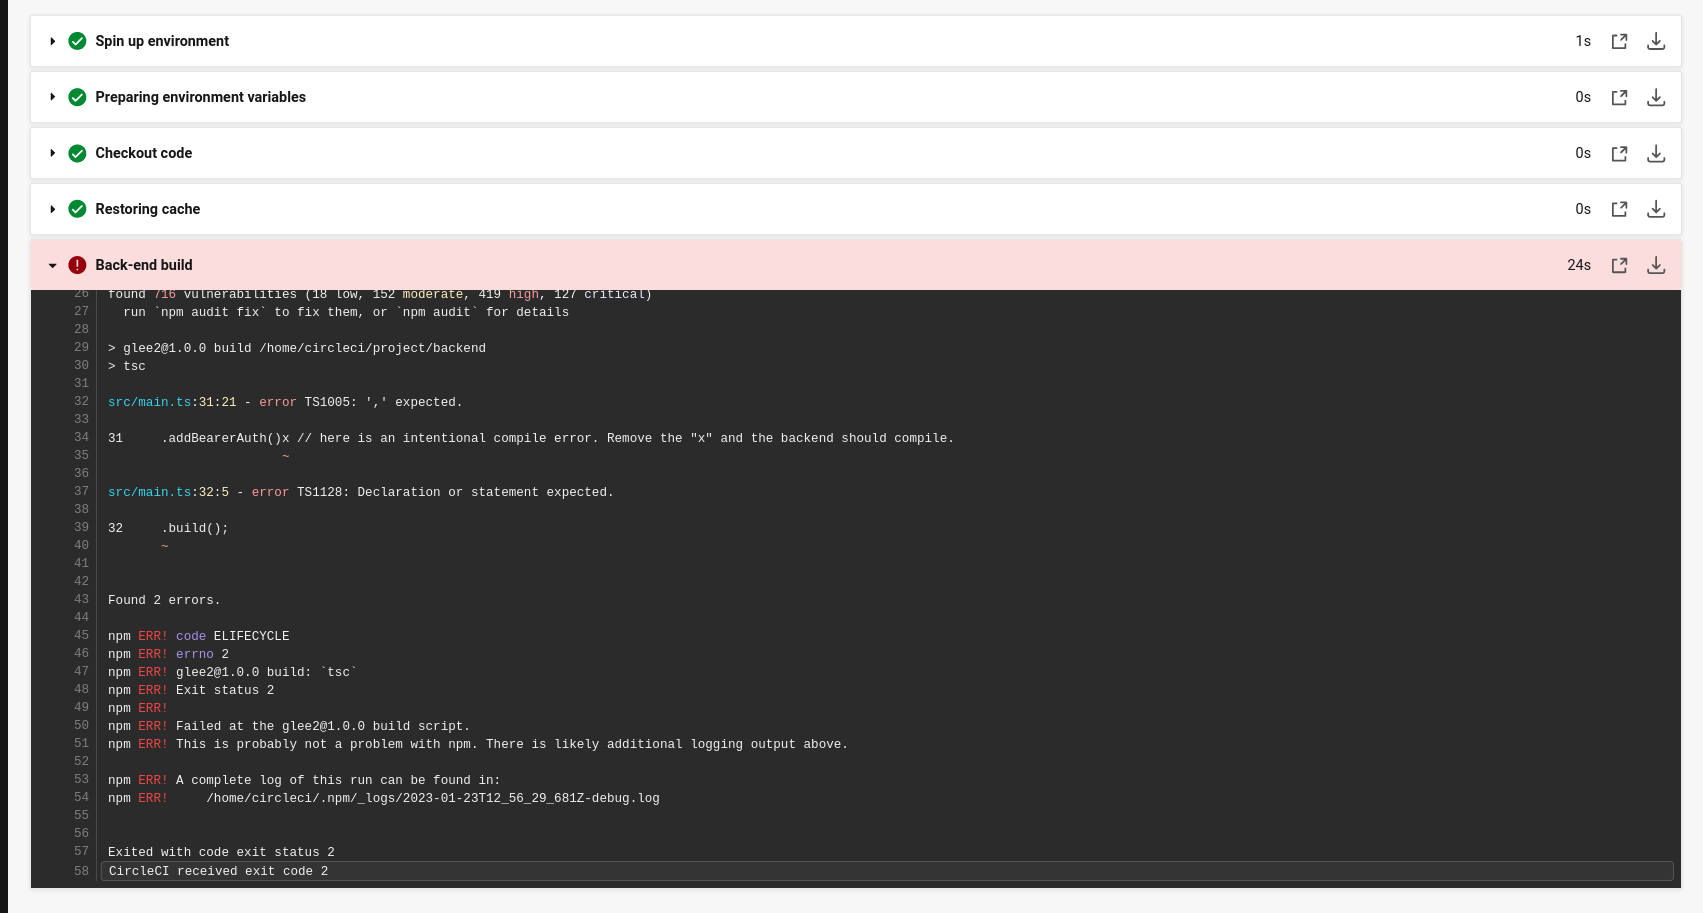 Spin up environment 1s
Preparing environment variables 0s
Checkout code 0s
Restoring cache 0s
Back-end build 24s
26 found 716 vulnerabilities (18 low, 152 moderate, 419 high, 127 critical)
27   run `npm audit fix` to fix them, or `npm audit` for details
28
29 > glee2@1.0.0 build /home/circleci/project/backend
30 > tsc
31
32 src/main.ts:31:21 - error TS1005: ',' expected.
33
34 31     .addBearerAuth()x // here is an intentional compile error. Remove the "x" and the backend should compile.
35                        ~
36
37 src/main.ts:32:5 - error TS1128: Declaration or statement expected.
38
39 32     .build();
40        ~
41
42
43 Found 2 errors.
44
45 npm ERR! code ELIFECYCLE
46 npm ERR! errno 2
47 npm ERR! glee2@1.0.0 build: `tsc`
48 npm ERR! Exit status 2
49 npm ERR!
50 npm ERR! Failed at the glee2@1.0.0 build script.
51 npm ERR! This is probably not a problem with npm. There is likely additional logging output above.
52
53 npm ERR! A complete log of this run can be found in:
54 npm ERR!     /home/circleci/.npm/_logs/2023-01-23T12_56_29_681Z-debug.log
55
56
57 Exited with code exit status 2
58 CircleCI received exit code 2